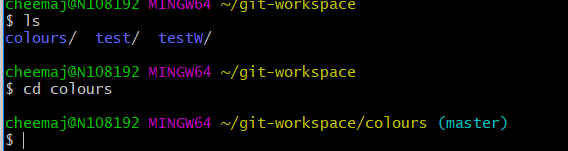 cheemaj@N108192 MINGW64 ~/git-workspace
$ ls
colours/  test/  testW/
cheemaj@N108192 MINGW64 ~/git-workspace
$ cd colours
cheemaj@N108192 MINGW64 ~/git-workspace/colours (master)
$